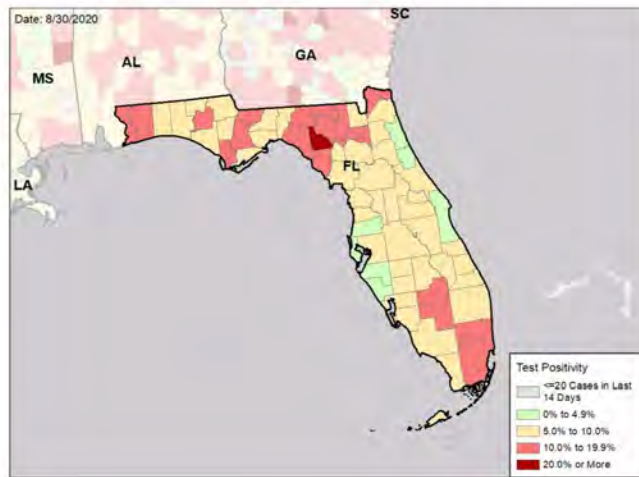 Date: 8/30/2020
SC
MS
AL
GA
LA
FL
Test Positivity
<=20 Cases in Last
14 Days
0% to 4.9%
5.0% to 10.0%
10.0% to 19.9%
20.0% or More